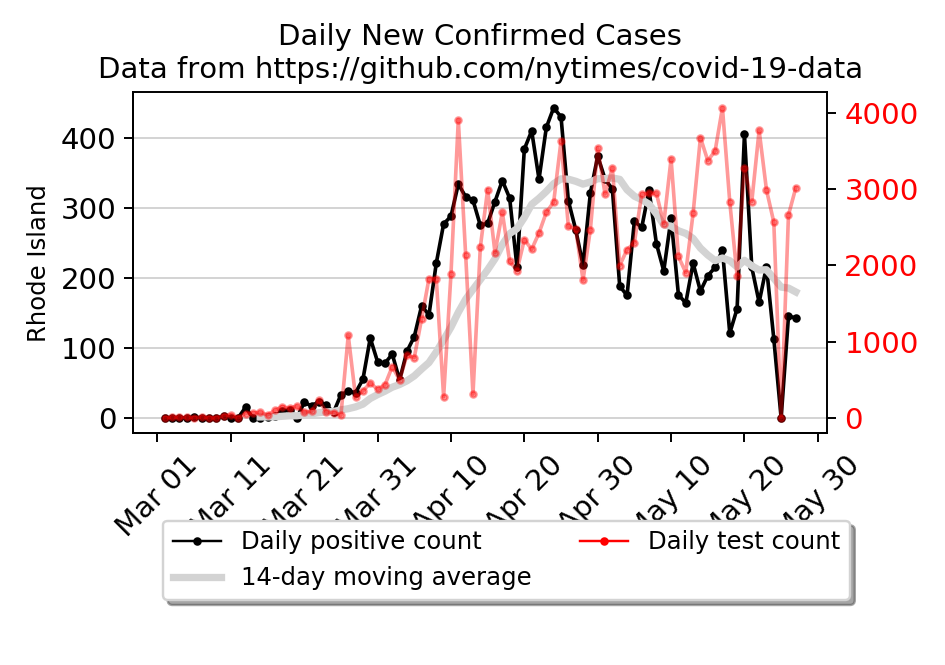 Daily New Confirmed Cases
Data from https://github.com/nytimes/covid-19-data
Rhode Island
400
300
200
100
0
4000
3000
2000
1000
0
Mar 01
Mar 11
Mar 21
Mar 31
Apr 10
Apr 20
Apr 30
May 10
May 20
May 30
Daily positive count
Daily test count
14-day moving average